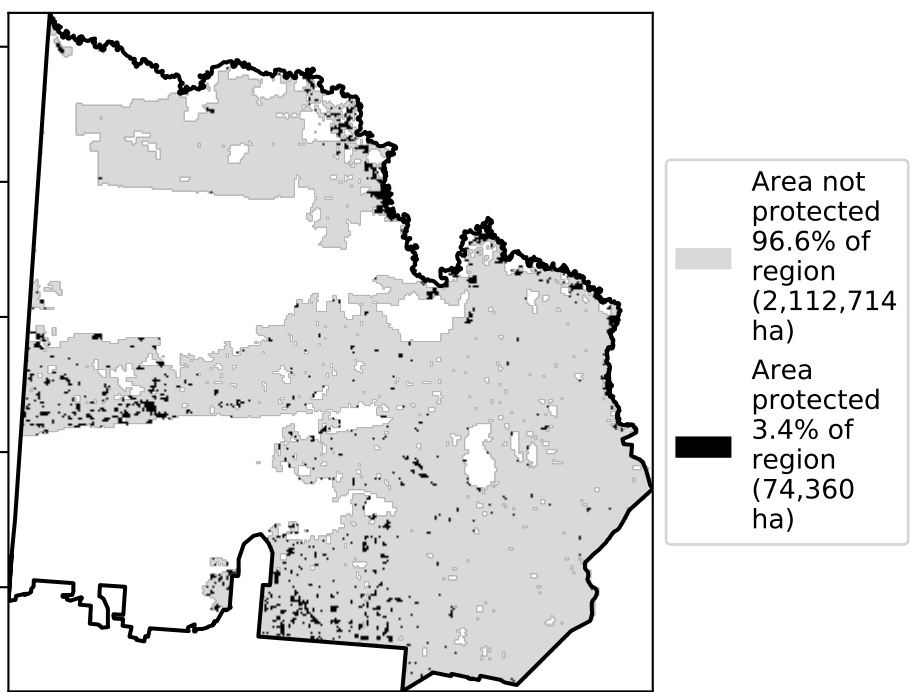 Area not
protected
96.6% of
region
(2,112,714
ha)
Area
protected
3.4% of
region
(74,360
ha)